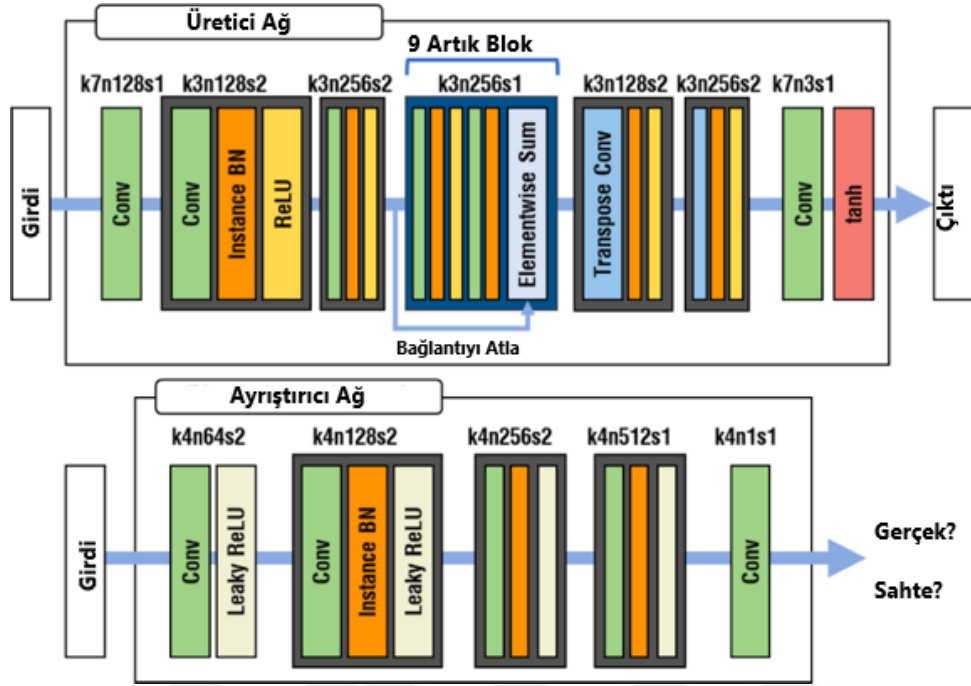 Üretici Ağ
9 Artık Blok
k7n128s1
k3n128s2
k3n256s2
k3n256s1
k3n128s2
k3n256s2
k7n3s1
Girdi
Conv
Conv
Instance BN
ReLU
Elementwise Sum
Transpose Conv
Conv
tanh
Çıktı
Bağlantıyı Atla
Ayrıştırıcı Ağ
k4n64s2
k4n128s2
k4n256s2
k4n512s1
k4n1s1
Girdi
Conv
Leaky ReLU
Conv
Instance BN
Leaky ReLU
Conv
Gerçek?
Sahte?